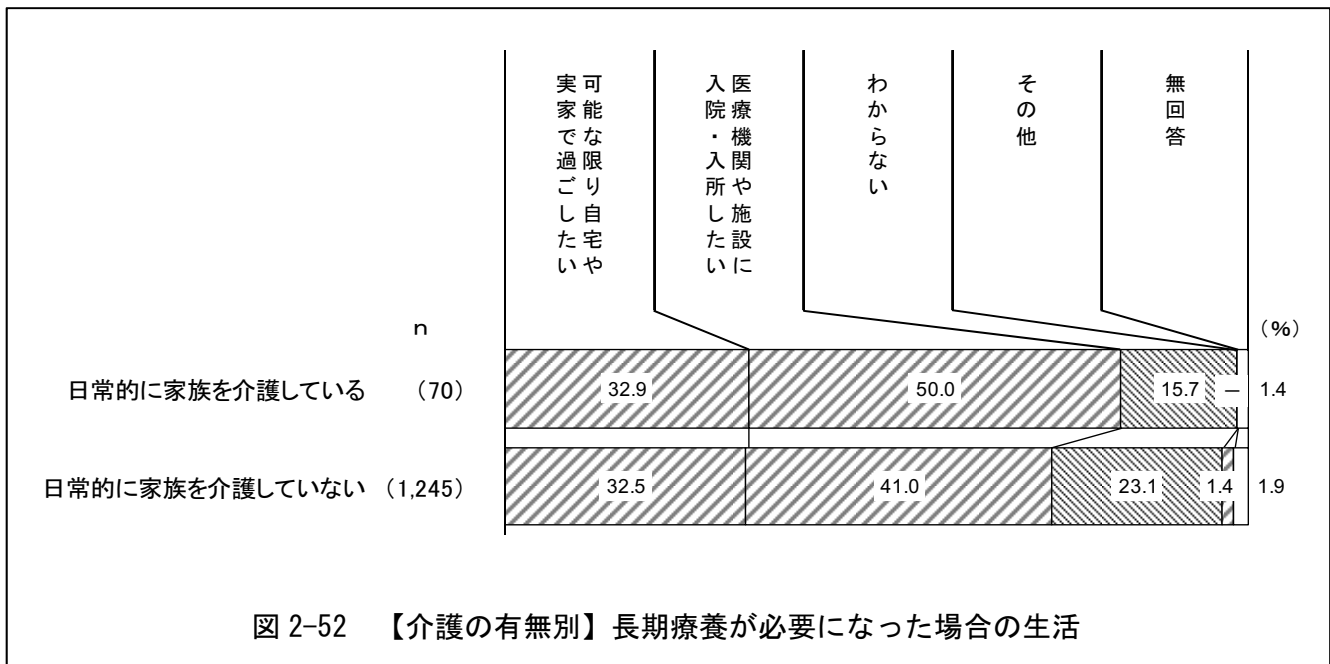 可能な限り自宅や
実家で過ごしたい
医療機関や施設に
入院・入所したい
わからない
その他
無回答
n
(%)
日常的に家族を介護している (70) 32.9 50.0 15.7 － 1.4
日常的に家族を介護していない (1,245) 32.5 41.0 23.1 1.4 1.9
図 2-52 【介護の有無別】長期療養が必要になった場合の生活